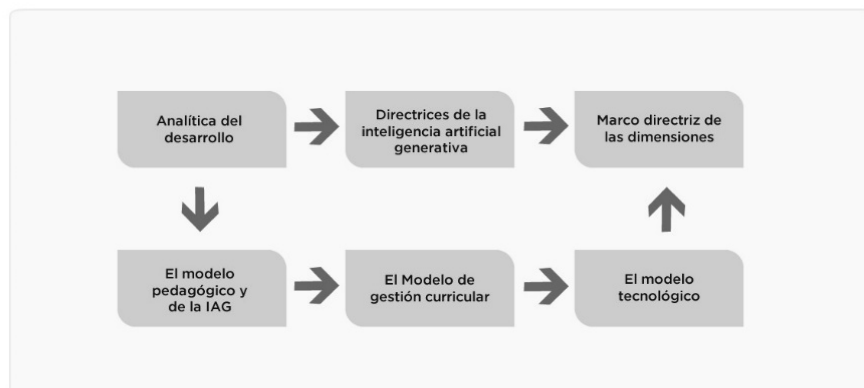 Analítica del
desarrollo
Directrices de la
inteligencia artificial
generativa
Marco directriz de
las dimensiones
El modelo
pedagógico y
de la IAG
El Modelo de
gestión curricular
El modelo
tecnológico